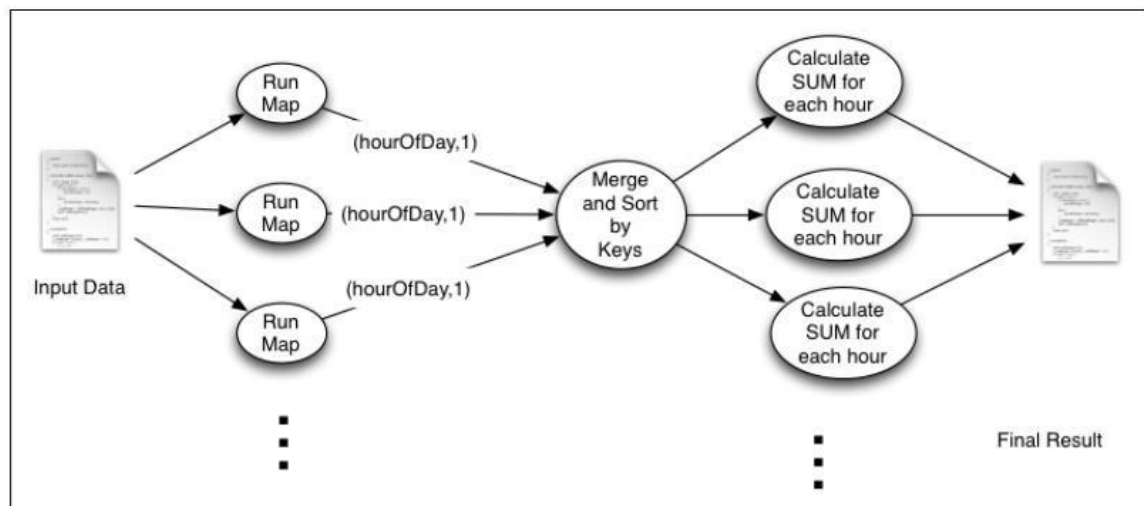 Input Data
Run
Map
Run
Map
Run
Map
(hourOfDay,1)
(hourOfDay,1)
(hourOfDay,1)
Merge
and Sort
by
Keys
Calculate
SUM for
each hour
Calculate
SUM for
each hour
Calculate
SUM for
each hour
Final Result